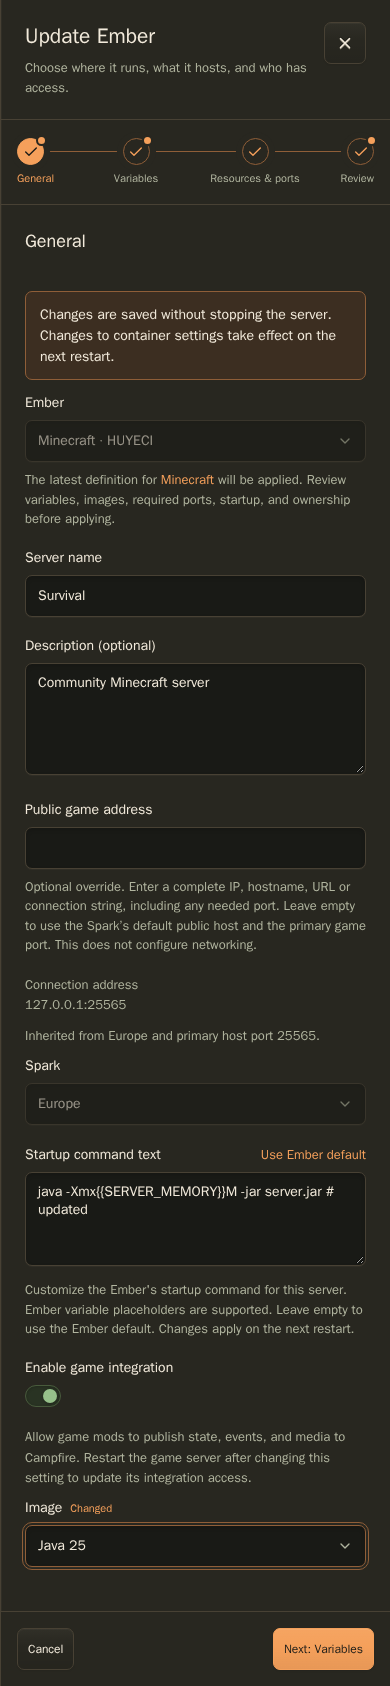 Update Ember
Choose where it runs, what it hosts, and who has
access.
General
Variables
Resources & ports
Review
General
Changes are saved without stopping the server.
Changes to container settings take effect on the
next restart.
Ember
Minecraft · HUYECI
The latest definition for Minecraft will be applied. Review
variables, images, required ports, startup, and ownership
before applying.
Server name
Survival
Description (optional)
Community Minecraft server
Public game address
Optional override. Enter a complete IP, hostname, URL or
connection string, including any needed port. Leave empty
to use the Spark's default public host and the primary game
port. This does not configure networking.
Connection address
127.0.0.1:25565
Inherited from Europe and primary host port 25565.
Spark
Europe
Startup command text
Use Ember default
java -Xmx{{SERVER_MEMORY}}M -jar server.jar #
updated
Customize the Ember's startup command for this server.
Ember variable placeholders are supported. Leave empty to
use the Ember default. Changes apply on the next restart.
Enable game integration
Allow game mods to publish state, events, and media to
Campfire. Restart the game server after changing this
setting to update its integration access.
Image Changed
Java 25
Cancel
Next: Variables